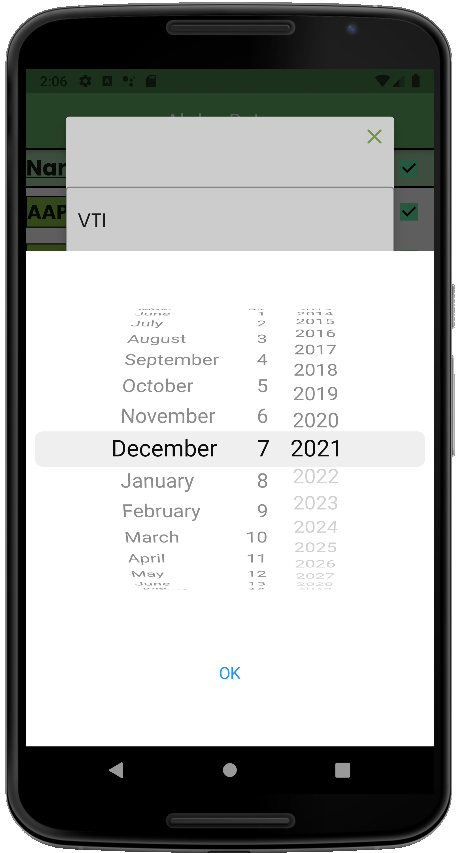 2:06
Nar
VTI
AAP
June 1 2014
July 2 2015
August 3 2016
September 4 2017
October 5 2018
November 6 2019
2020
December 7 2021
January 8 2022
February 9 2023
March 10 2024
April 11 2025
May 12 2026
June 13 2027
2028
OK